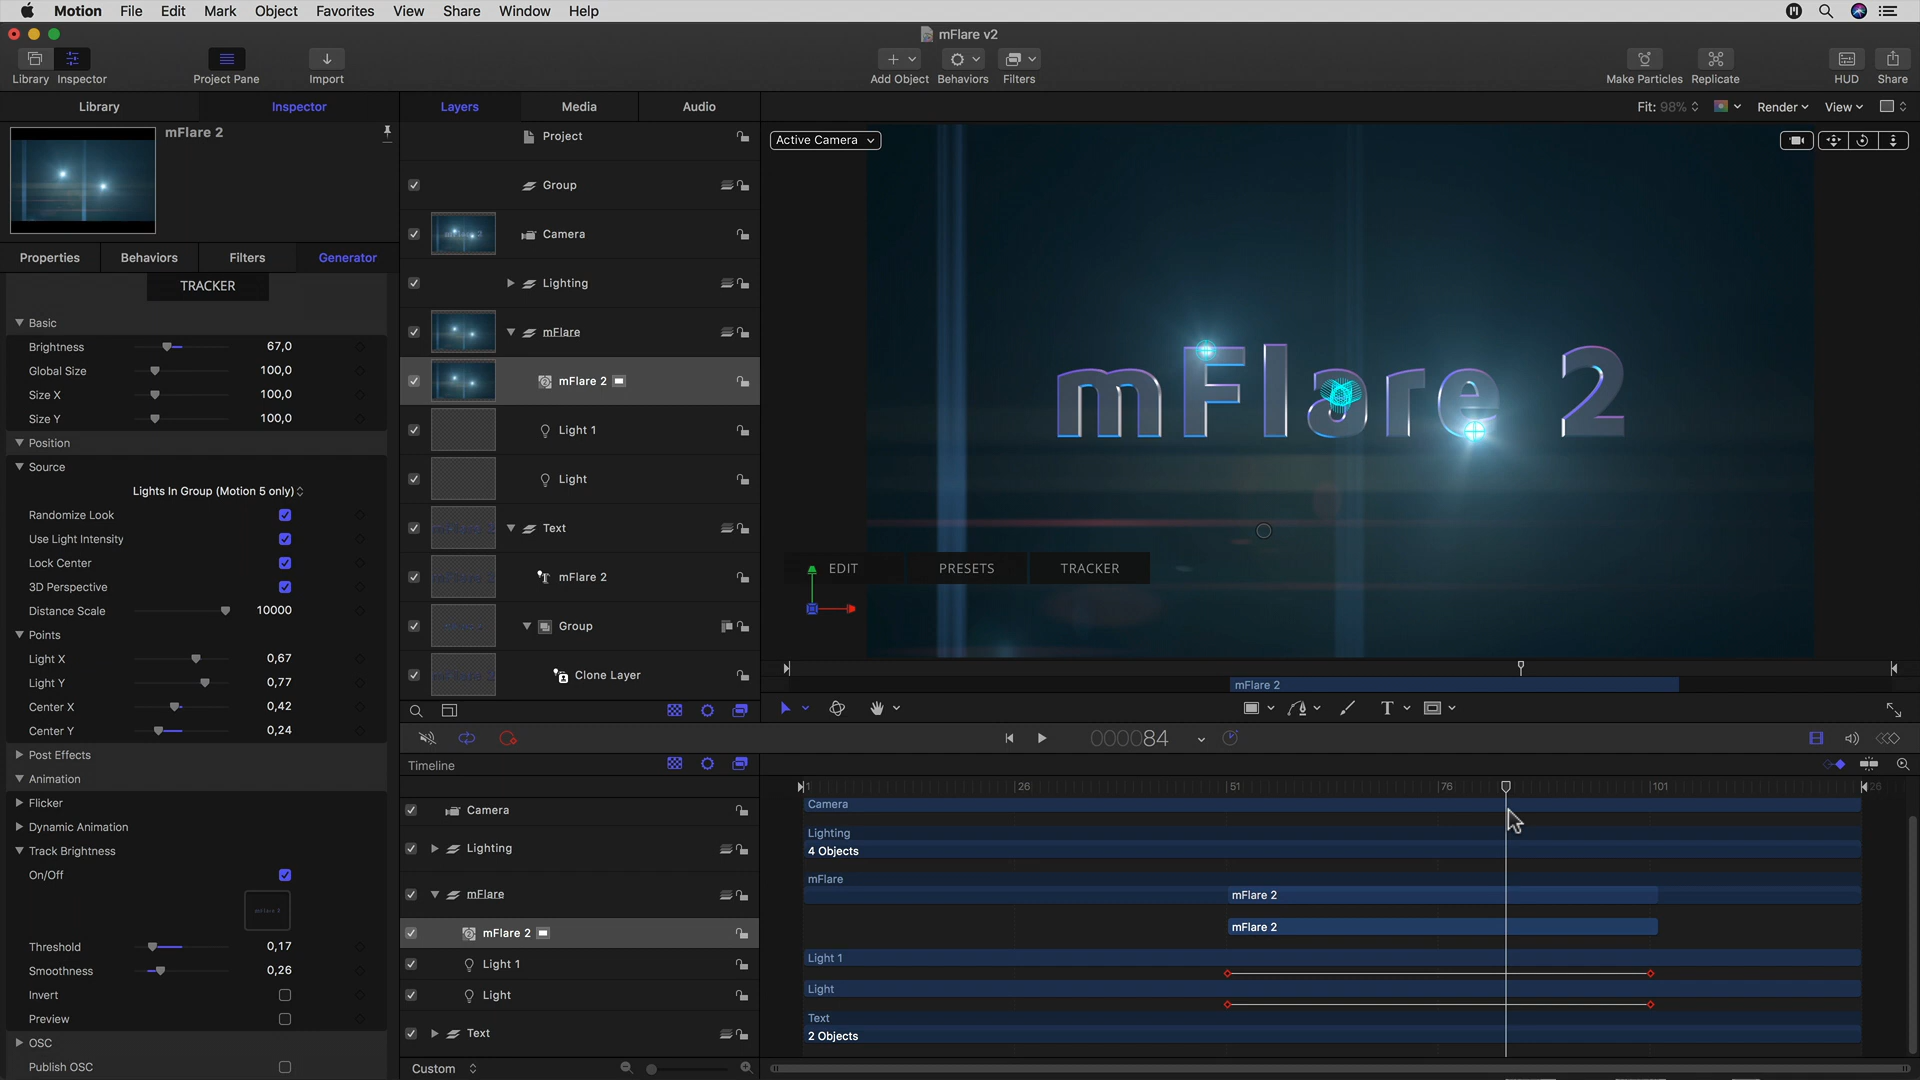 Motion File Edit Mark Object Favorites View Share Window Help
mFlare v2
Library Inspector Project Pane Import Add Object Behaviors Filters Make Particles Replicate HUD Share
Library Inspector Layers Media Audio Fit: 98% Render View
mFlare 2
Properties Behaviors Filters Generator
TRACKER
Basic
Brightness 67,0
Global Size 100,0
Size X 100,0
Size Y 100,0
Position
Source
Lights In Group (Motion 5 only)
Randomize Look
Use Light Intensity
Lock Center
3D Perspective
Distance Scale 10000
Points
Light X 0,67
Light Y 0,77
Center X 0,42
Center Y 0,24
Post Effects
Animation
Flicker
Dynamic Animation
Track Brightness
On/Off
Threshold 0,17
Smoothness 0,26
Invert
Preview
OSC
Publish OSC
Project
Group
Camera
Lighting
mFlare
mFlare 2
Light 1
Light
Text
mFlare 2
Group
Clone Layer
Active Camera
mFlare 2
EDIT PRESETS TRACKER
mFlare 2
000084
Timeline
1 26 51 76 101 26
Camera
Lighting
mFlare
mFlare 2
Light 1
Light
Text
Custom
Camera
Lighting
4 Objects
mFlare
mFlare 2
mFlare 2
Light 1
Light
Text
2 Objects